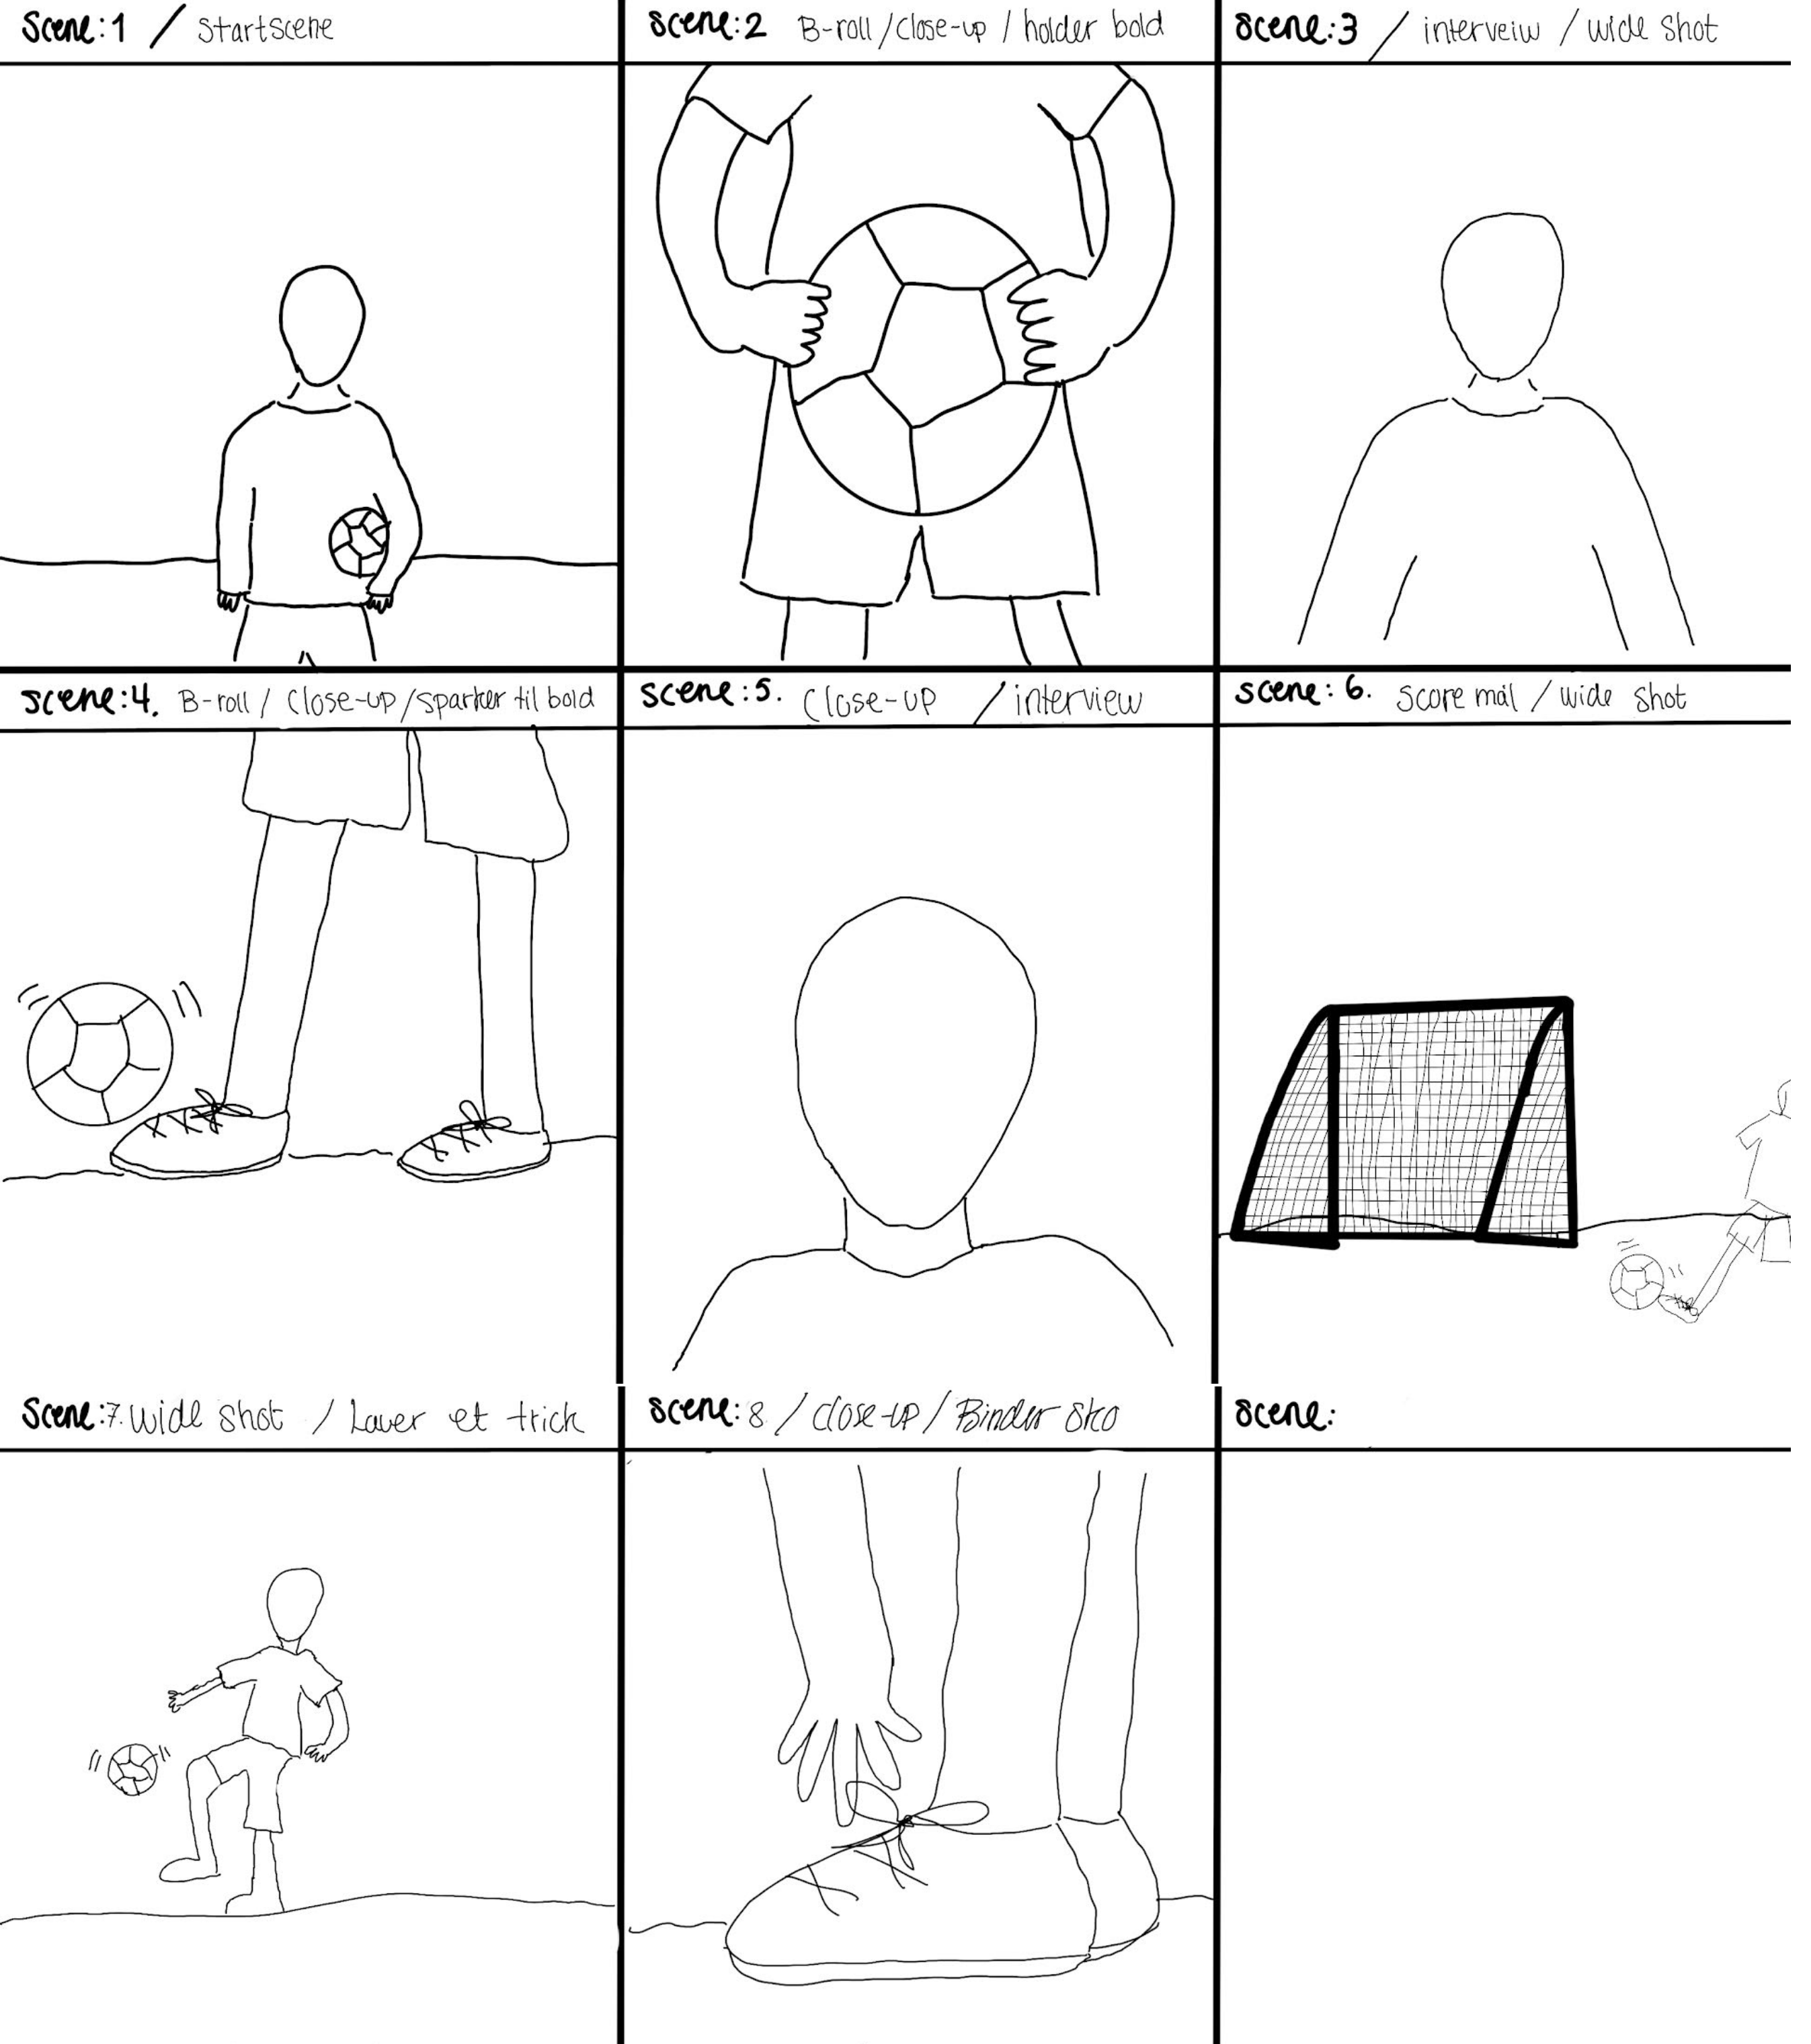 Scene:1 / Startscene
Scene:2 B-roll/close-up/holder bold
Scene:3 / interveiw / wide shot
Scene:4. B-roll/ Close-up/sparker til bold
Scene:5. Close-up / interview
Scene: 6. Score mål / wide shot
Scene:7. Wide shot / Laver et trick
Scene: 8 / close-up / Binder sko
Scene: